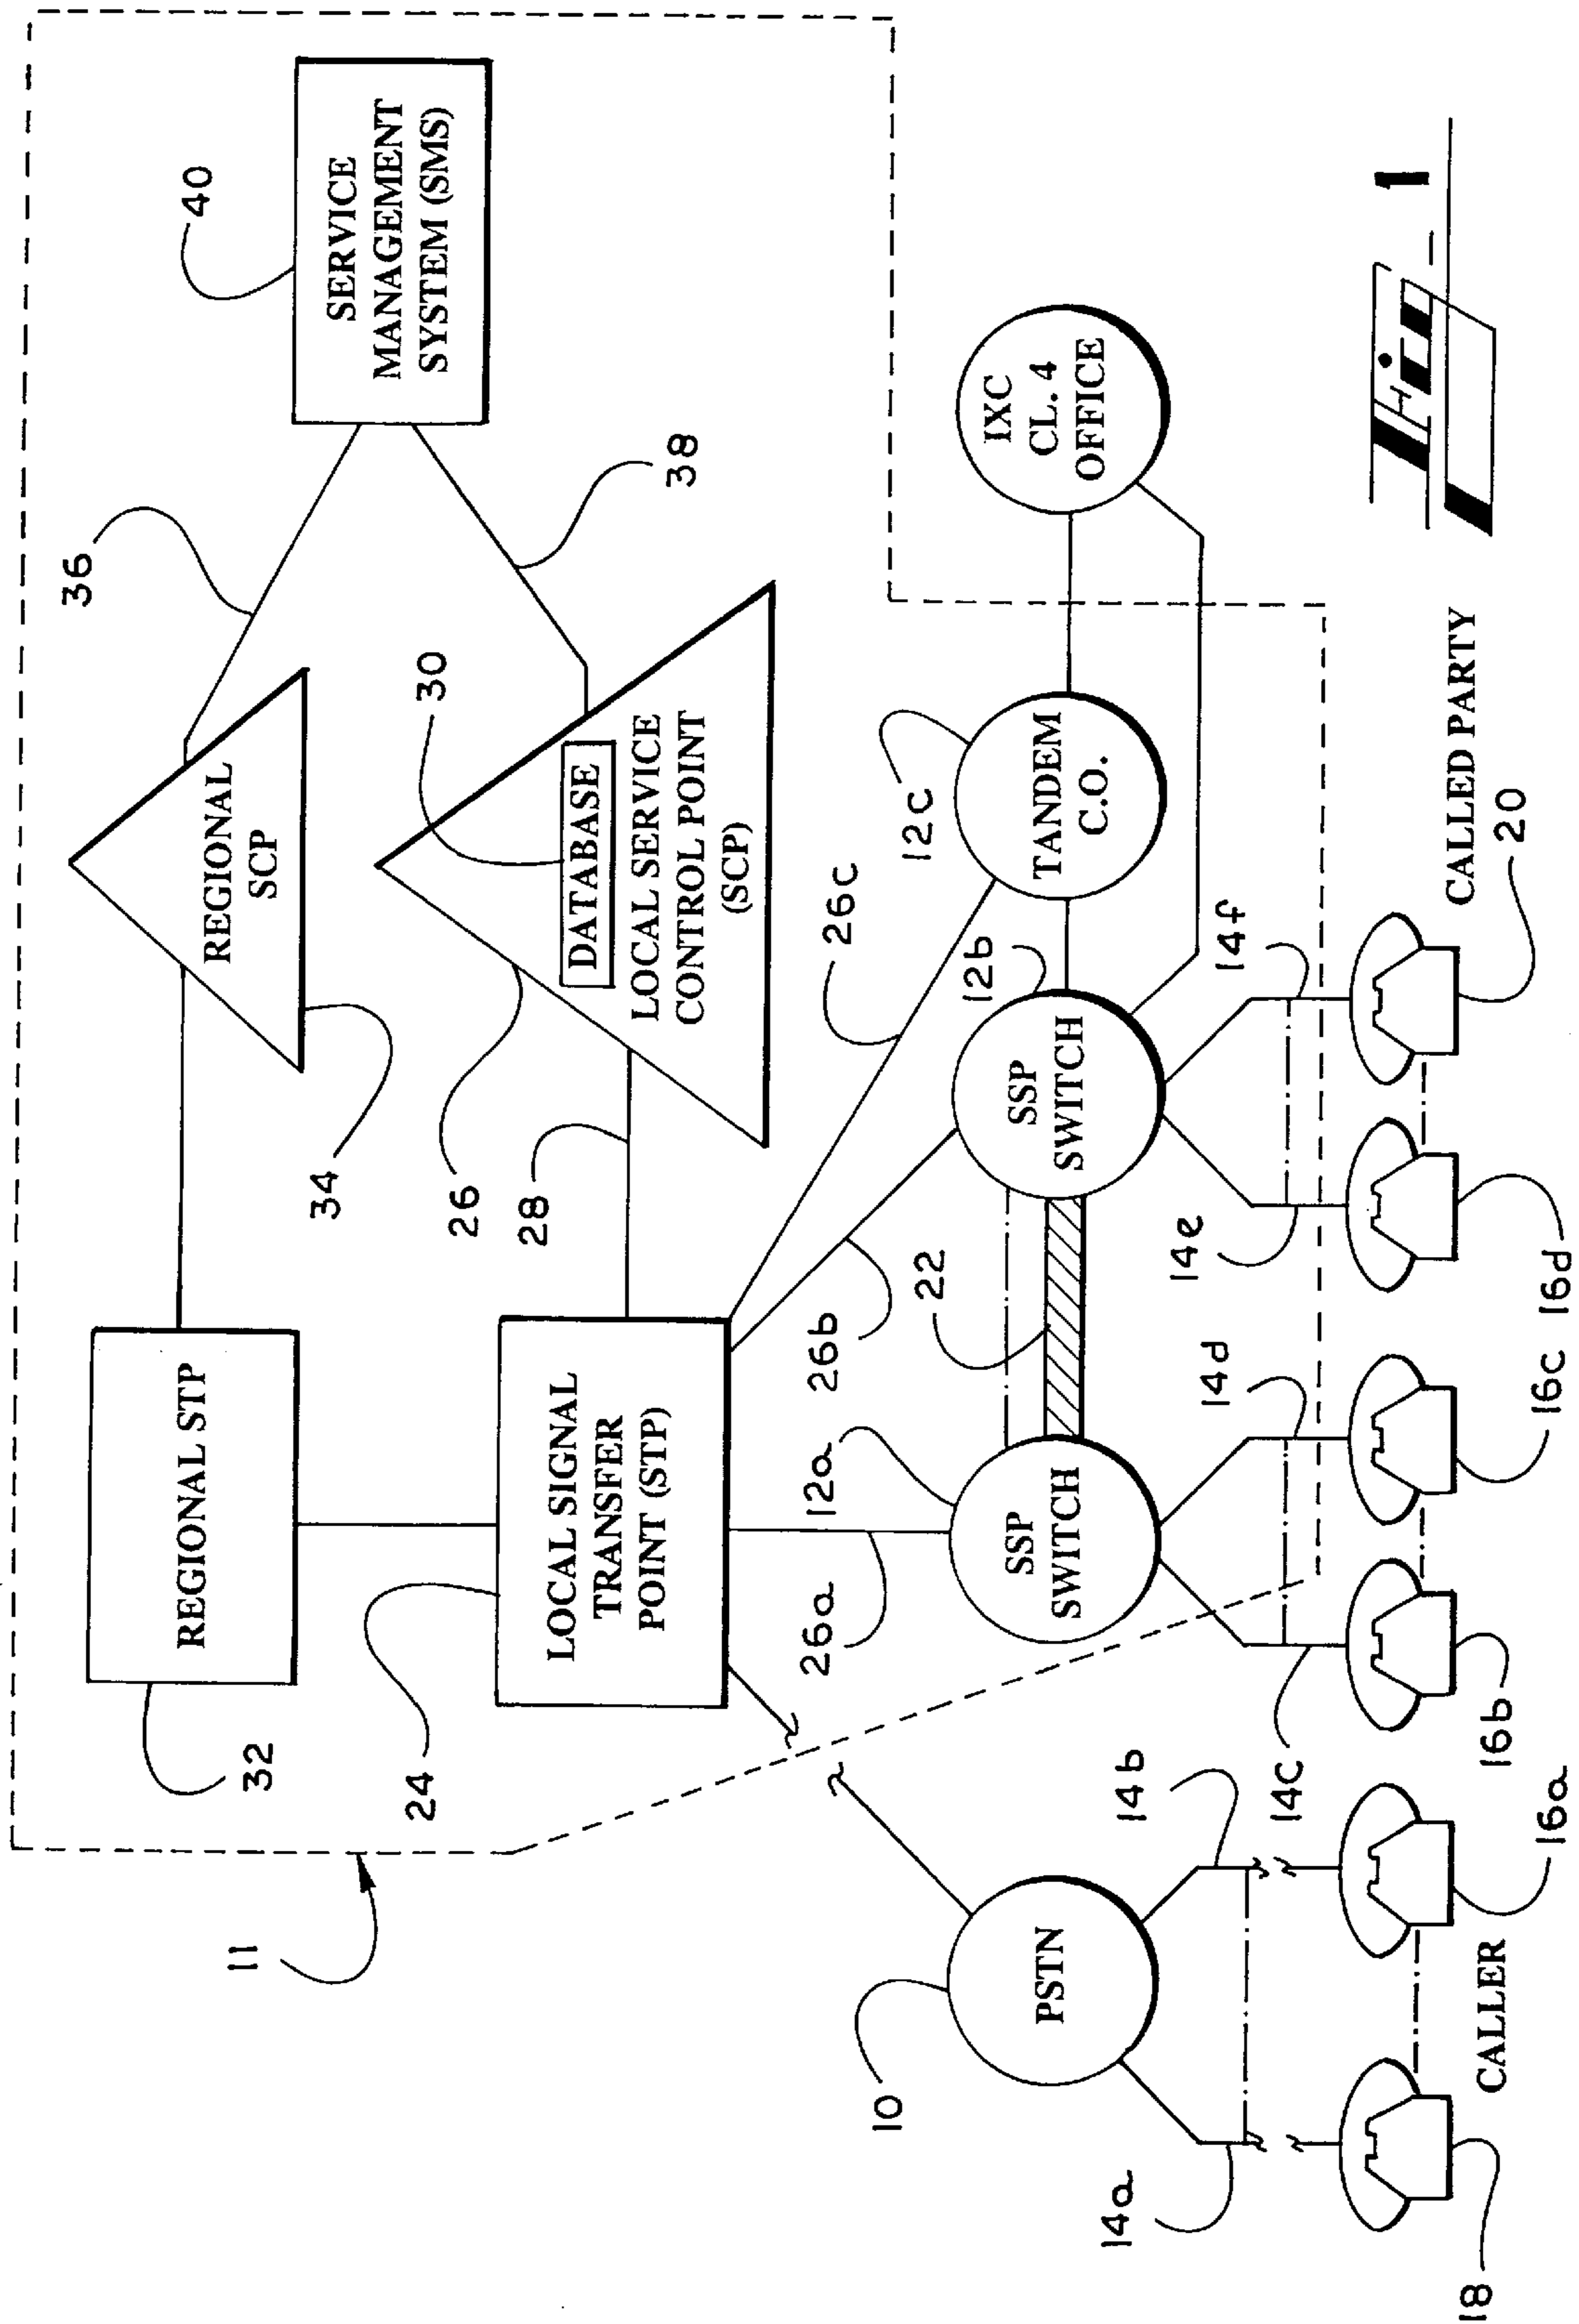 11
32
REGIONAL STP
34
REGIONAL
SCP
36
40
SERVICE
MANAGEMENT
SYSTEM (SMS)
24
LOCAL SIGNAL
TRANSFER
POINT (STP)
28
26
30
DATABASE
LOCAL SERVICE
CONTROL POINT
(SCP)
38
26a
12a
26b
22
26c
12b
12c
10
PSTN
SSP
SWITCH
SSP
SWITCH
TANDEM
C.O.
IXC
CL. 4
OFFICE
14a
14b
14c
14d
14e
14f
18
CALLER
16a
16b
16c
16d
20
CALLED PARTY
Fig. 1